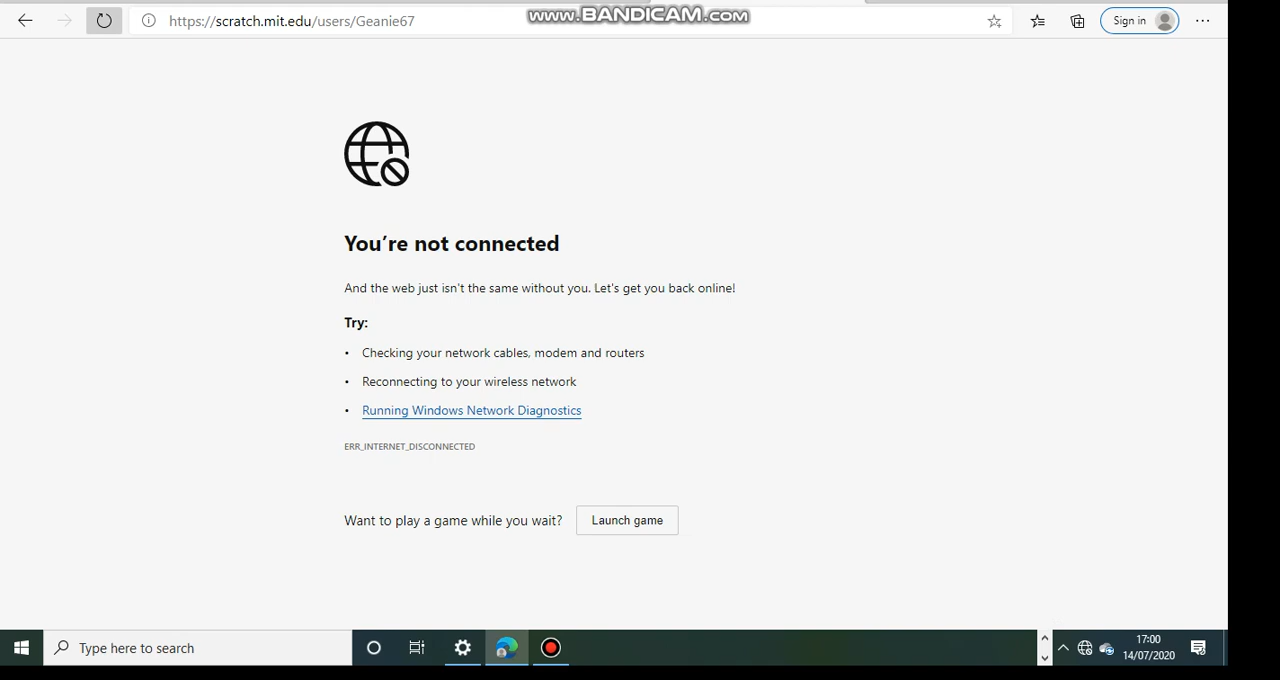 www.BANDICAM.com
https://scratch.mit.edu/users/Geanie67
Sign in
You’re not connected
And the web just isn't the same without you. Let's get you back online!
Try:
• Checking your network cables, modem and routers
• Reconnecting to your wireless network
• Running Windows Network Diagnostics
ERR_INTERNET_DISCONNECTED
Want to play a game while you wait? Launch game
Type here to search
17:00
14/07/2020